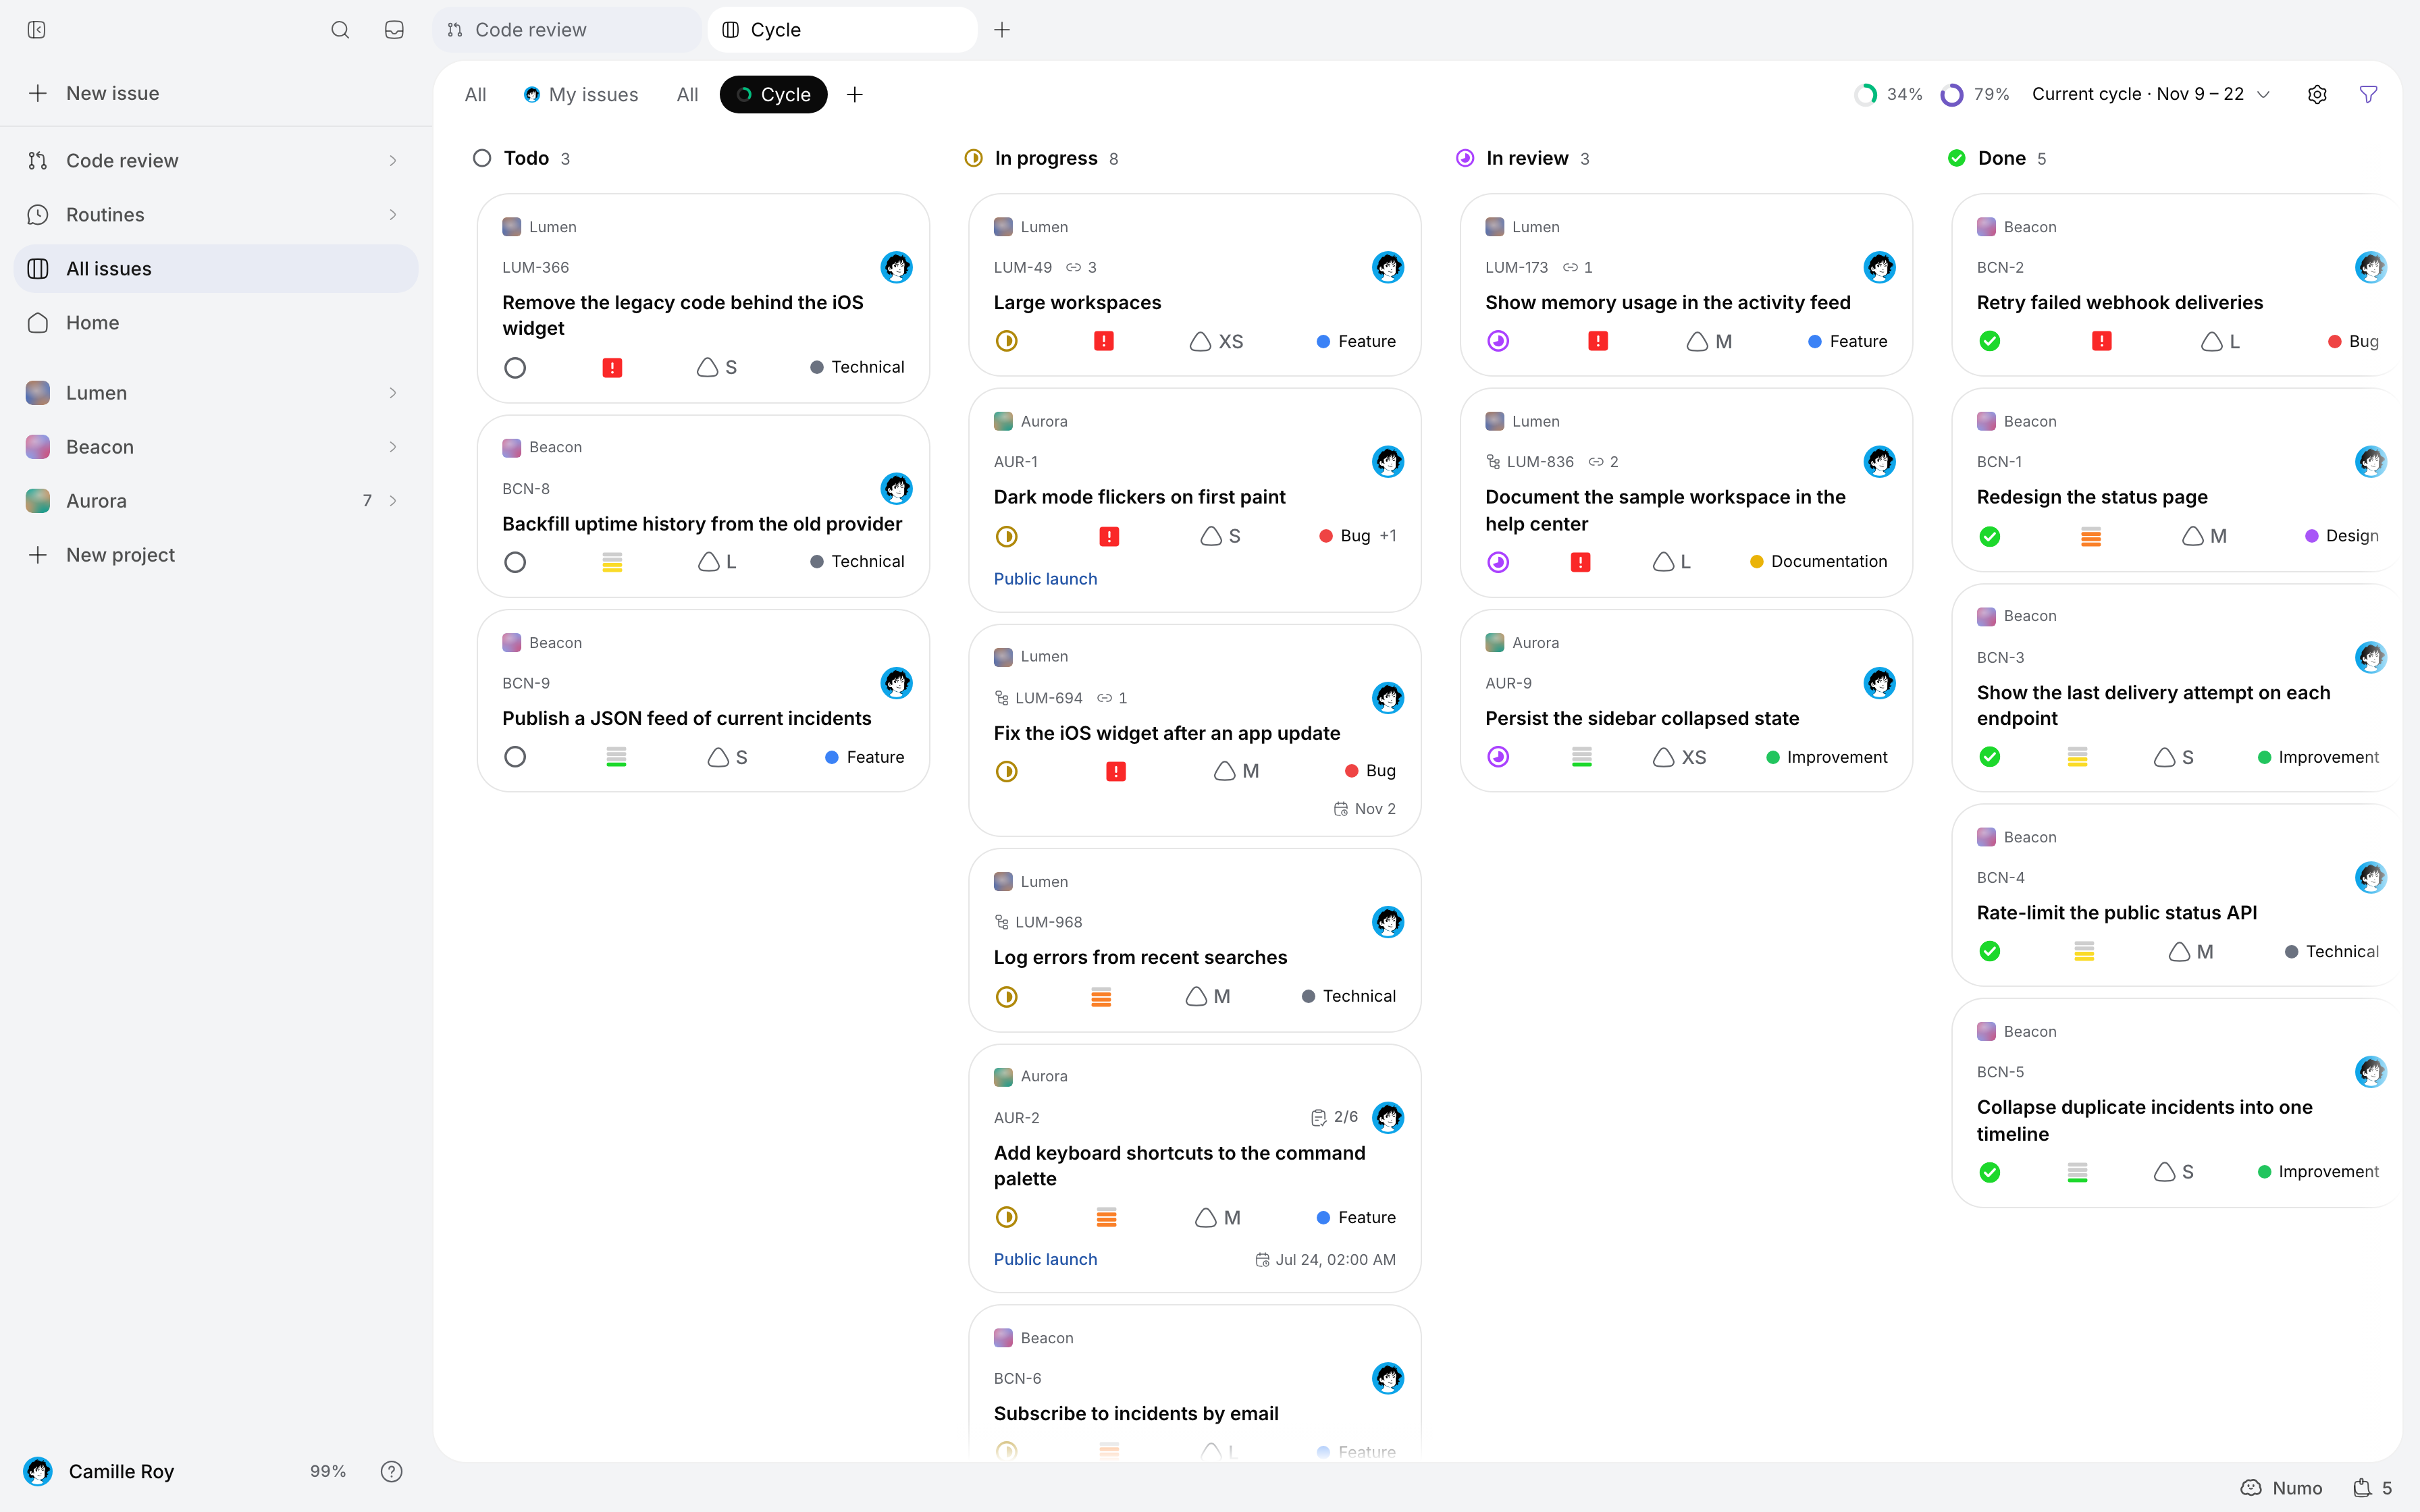 Code review
Cycle
New issue
Code review
Routines
All issues
Home
Lumen
Beacon
Aurora 7
New project
Camille Roy 99%
All
My issues
All
Cycle
34% 79% Current cycle · Nov 9 – 22
Todo 3
Lumen
LUM-366
Remove the legacy code behind the iOS
widget
S Technical
Beacon
BCN-8
Backfill uptime history from the old provider
L Technical
Beacon
BCN-9
Publish a JSON feed of current incidents
S Feature
In progress 8
Lumen
LUM-49 3
Large workspaces
XS Feature
Aurora
AUR-1
Dark mode flickers on first paint
S Bug +1
Public launch
Lumen
LUM-694 1
Fix the iOS widget after an app update
M Bug
Nov 2
Lumen
LUM-968
Log errors from recent searches
M Technical
Aurora
AUR-2 2/6
Add keyboard shortcuts to the command
palette
M Feature
Public launch Jul 24, 02:00 AM
Beacon
BCN-6
Subscribe to incidents by email
L Feature
In review 3
Lumen
LUM-173 1
Show memory usage in the activity feed
M Feature
Lumen
LUM-836 2
Document the sample workspace in the
help center
L Documentation
Aurora
AUR-9
Persist the sidebar collapsed state
XS Improvement
Done 5
Beacon
BCN-2
Retry failed webhook deliveries
L Bug
Beacon
BCN-1
Redesign the status page
M Design
Beacon
BCN-3
Show the last delivery attempt on each
endpoint
S Improvement
Beacon
BCN-4
Rate-limit the public status API
M Technical
Beacon
BCN-5
Collapse duplicate incidents into one
timeline
S Improvement
Numo 5